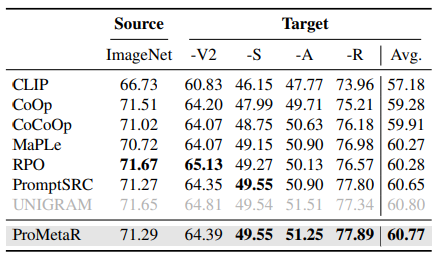 Source Target
ImageNet -V2 -S -A -R Avg.
CLIP 66.73 60.83 46.15 47.77 73.96 57.18
CoOp 71.51 64.20 47.99 49.71 75.21 59.28
CoCoOp 71.02 64.07 48.75 50.63 76.18 59.91
MaPLe 70.72 64.07 49.15 50.90 76.98 60.27
RPO 71.67 65.13 49.27 50.13 76.57 60.28
PromptSRC 71.27 64.35 49.55 50.90 77.80 60.65
UNIGRAM 71.65 64.81 49.54 51.51 77.34 60.80
ProMetaR 71.29 64.39 49.55 51.25 77.89 60.77